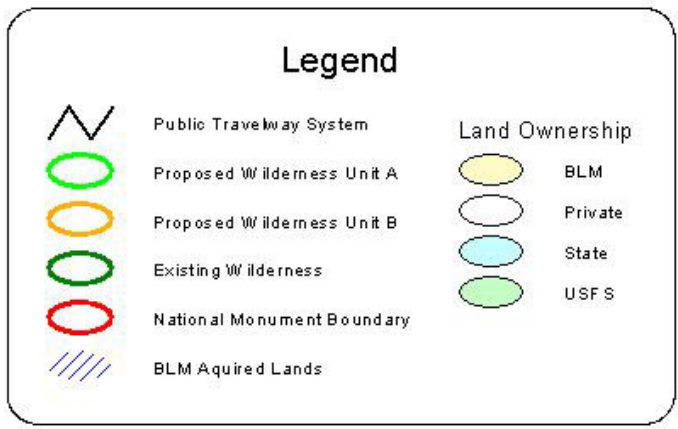 Legend
Public Travelway System
Proposed Wilderness Unit A
Proposed Wilderness Unit B
Existing Wilderness
National Monument Boundary
BLM Aquired Lands
Land Ownership
BLM
Private
State
USFS